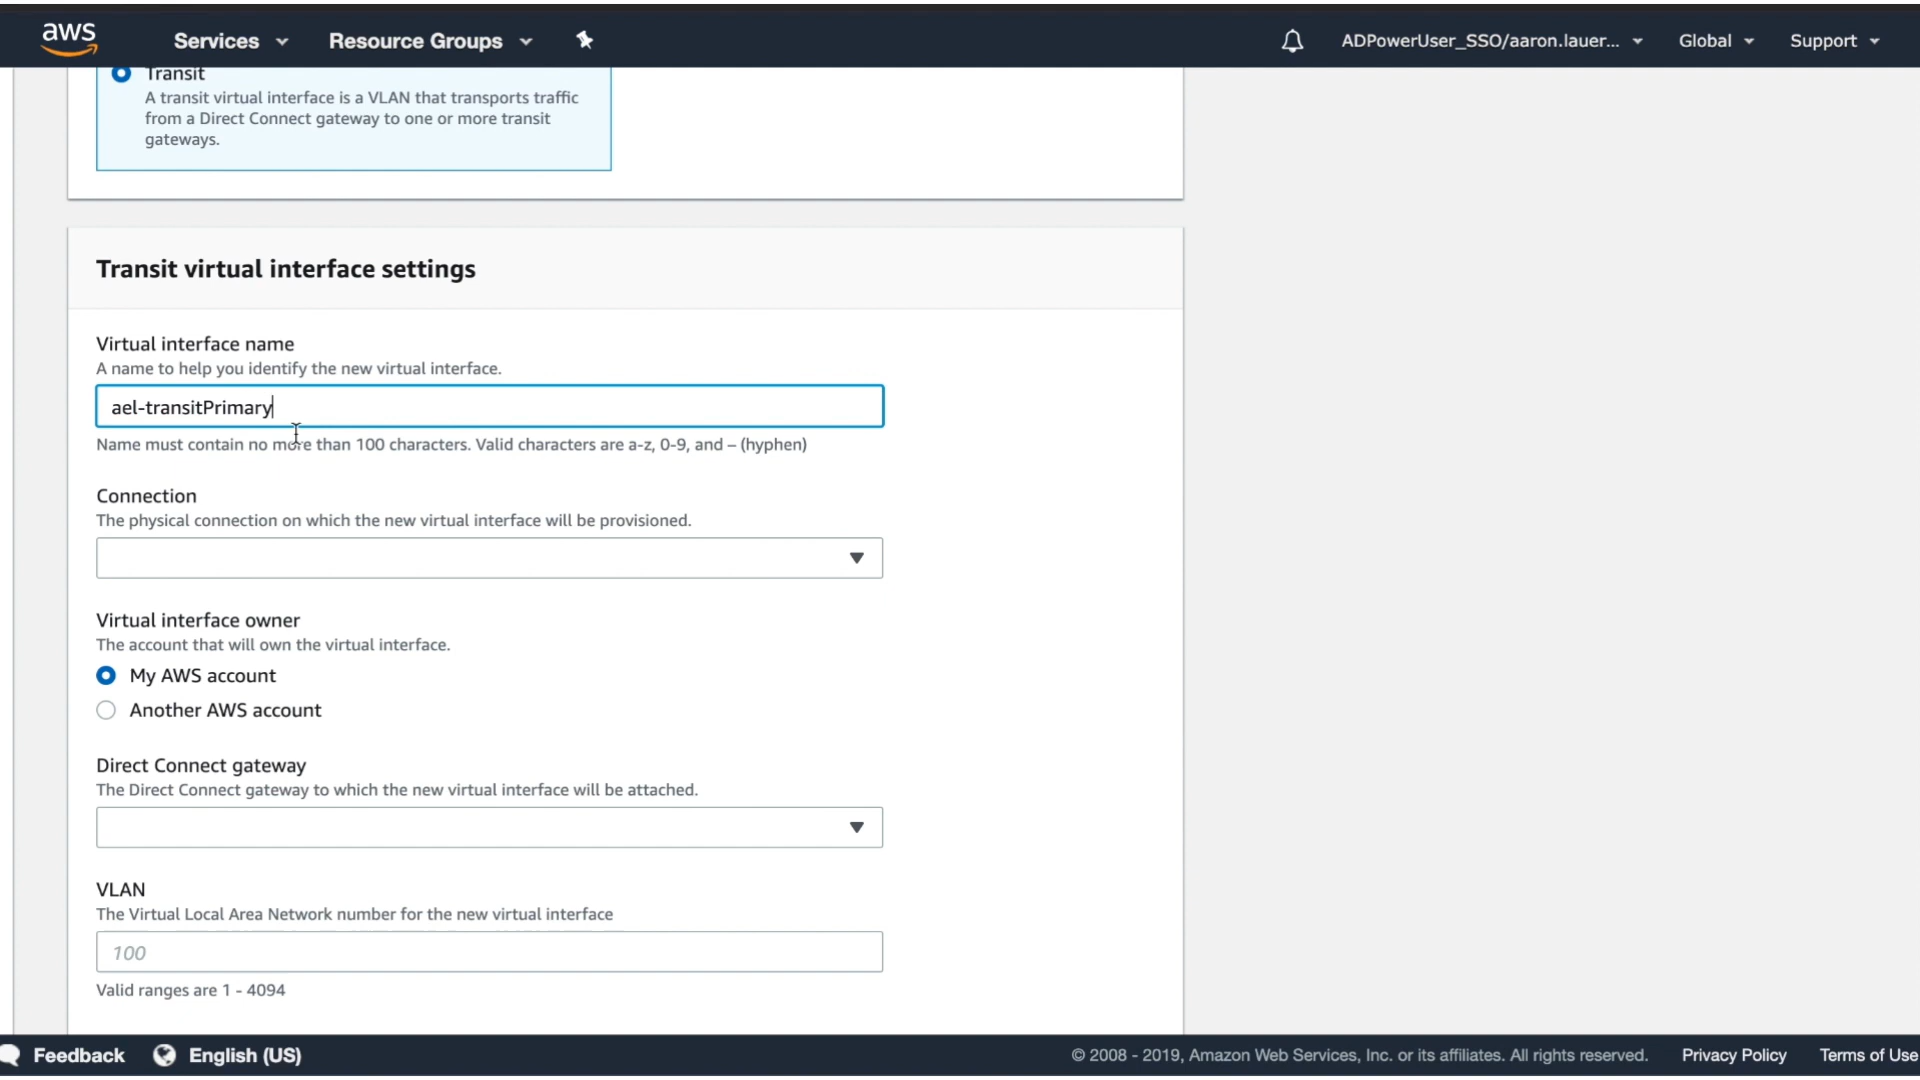 aws
Services
Resource Groups
ADPowerUser_SSO/aaron.lauer...
Global
Support
Transit
A transit virtual interface is a VLAN that transports traffic
from a Direct Connect gateway to one or more transit
gateways.
Transit virtual interface settings
Virtual interface name
A name to help you identify the new virtual interface.
ael-transitPrimary
Name must contain no more than 100 characters. Valid characters are a-z, 0-9, and – (hyphen)
Connection
The physical connection on which the new virtual interface will be provisioned.
Virtual interface owner
The account that will own the virtual interface.
My AWS account
Another AWS account
Direct Connect gateway
The Direct Connect gateway to which the new virtual interface will be attached.
VLAN
The Virtual Local Area Network number for the new virtual interface
100
Valid ranges are 1 - 4094
Feedback
English (US)
© 2008 - 2019, Amazon Web Services, Inc. or its affiliates. All rights reserved.
Privacy Policy
Terms of Use